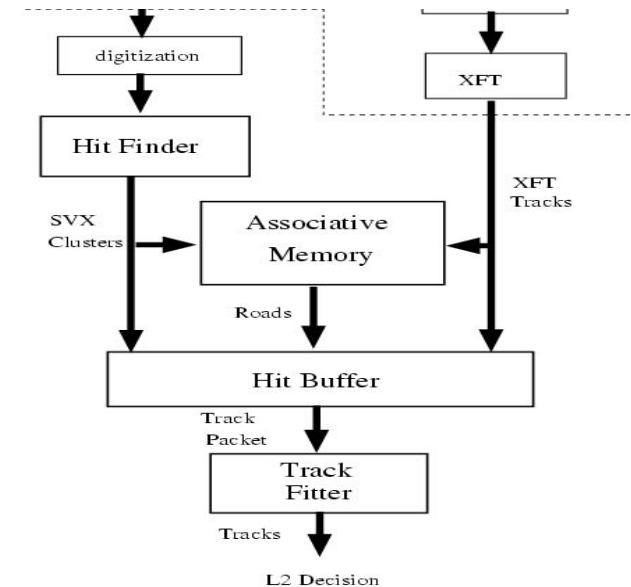 digitization
XFT
Hit Finder
XFT
Tracks
SVX
Clusters
Associative
Memory
Roads
Hit Buffer
Track
Packet
Track
Fitter
Tracks
L2 Decision